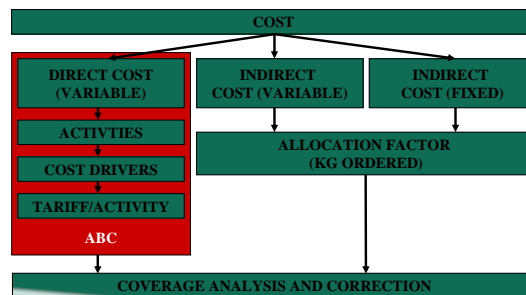 COST
DIRECT COST
(VARIABLE)
INDIRECT
COST (VARIABLE)
INDIRECT
COST (FIXED)
ACTIVTIES
ALLOCATION FACTOR
(KG ORDERED)
COST DRIVERS
TARIFF/ACTIVITY
ABC
COVERAGE ANALYSIS AND CORRECTION